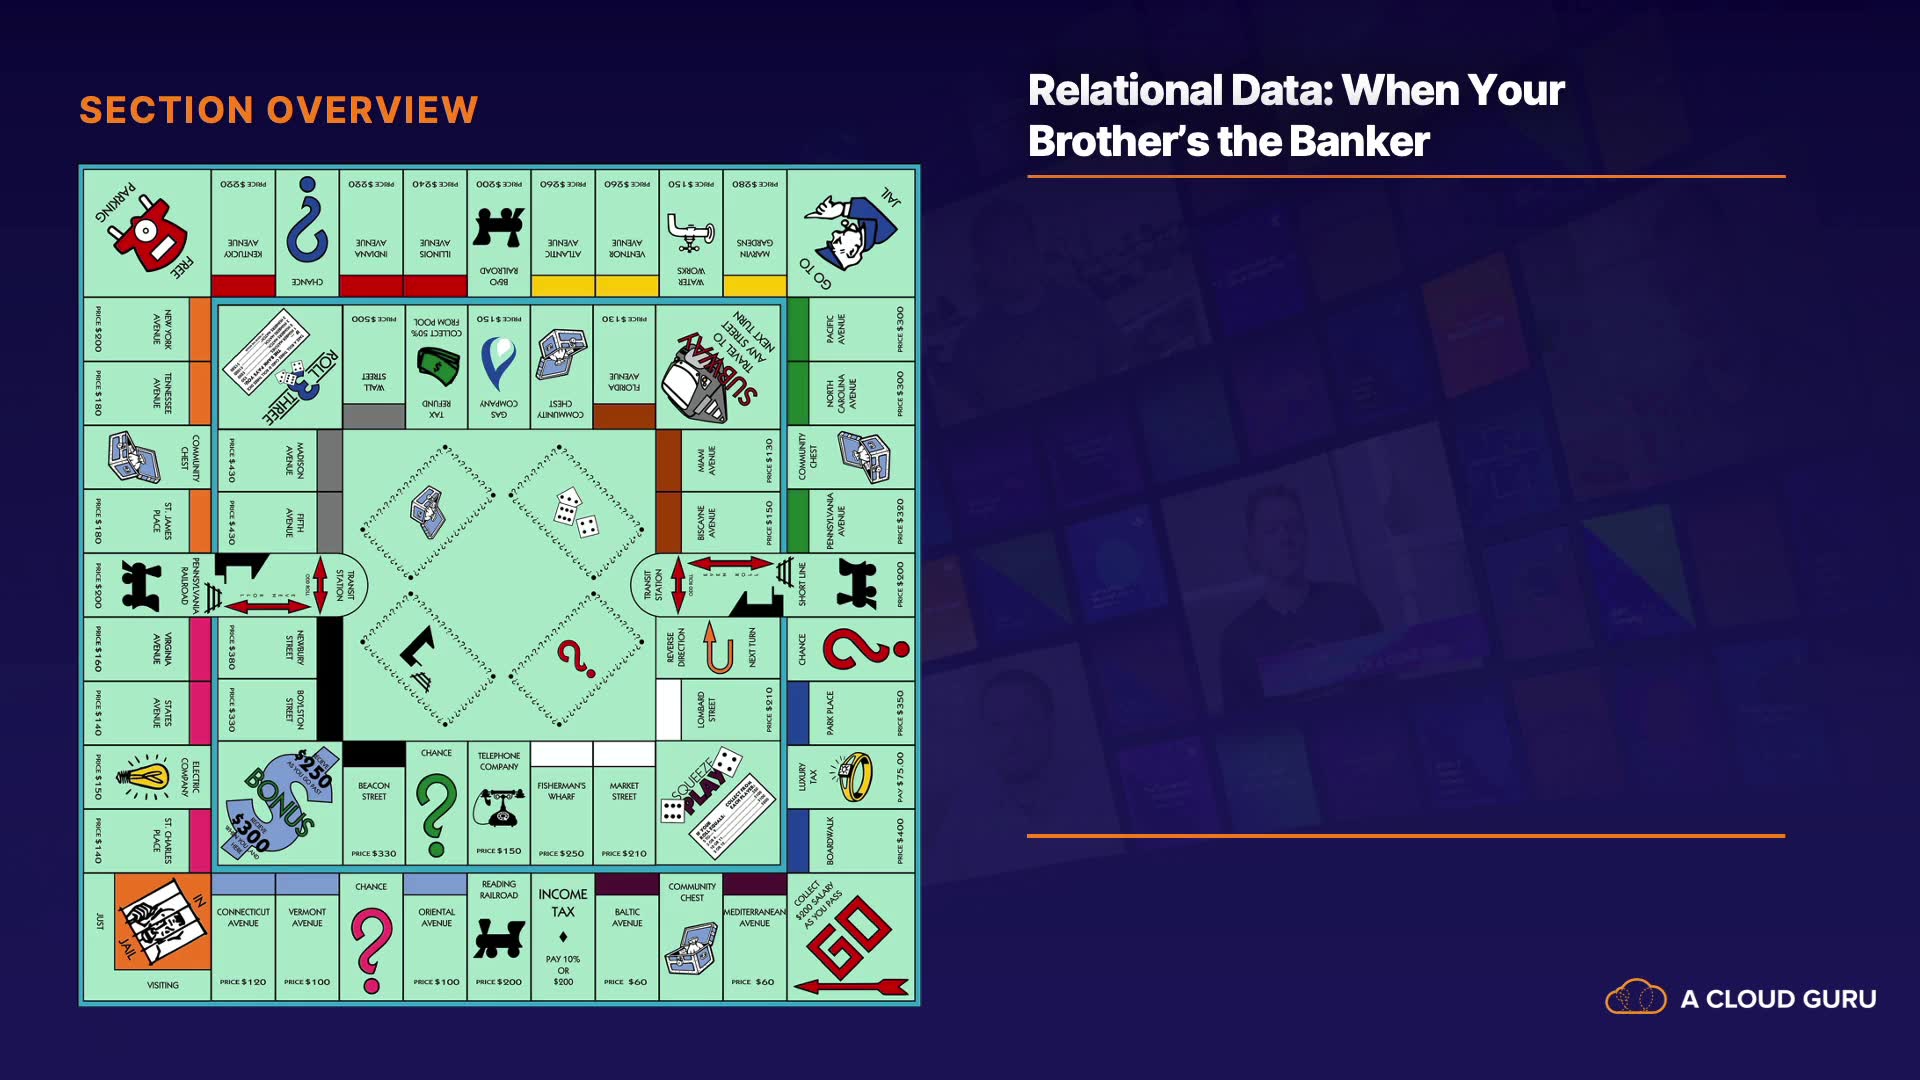 SECTION OVERVIEW
Relational Data: When Your
Brother's the Banker
FREE
PARKING
KENTUCKY
AVENUE
PRICE $220
CHANCE
INDIANA
AVENUE
PRICE $220
ILLINOIS
AVENUE
PRICE $240
B&O
RAILROAD
PRICE $200
ATLANTIC
AVENUE
PRICE $260
VENTNOR
AVENUE
PRICE $260
WATER
WORKS
PRICE $150
MARVIN
GARDENS
PRICE $280
GO TO
JAIL
NEW YORK
AVENUE
PRICE $200
TENNESSEE
AVENUE
PRICE $180
COMMUNITY
CHEST
ST. JAMES
PLACE
PRICE $180
PENNSYLVANIA
RAILROAD
PRICE $200
VIRGINIA
AVENUE
PRICE $160
STATES
AVENUE
PRICE $140
ELECTRIC
COMPANY
PRICE $150
ST. CHARLES
PLACE
PRICE $140
ROLL
3
THREE
WALL
STREET
PRICE $500
TAX
REFUND
COLLECT 50%
FROM POOL
GAS
COMPANY
PRICE $150
COMMUNITY
CHEST
FLORIDA
AVENUE
PRICE $130
SUBWAY
TRAVEL TO
ANY STREET
NEXT TURN
MADISON
AVENUE
PRICE $430
FIFTH
AVENUE
PRICE $430
TRANSIT
STATION
ODD ROLL
NEWBURY
STREET
PRICE $380
BOYLSTON
STREET
PRICE $330
MIAMI
AVENUE
PRICE $130
BISCAYNE
AVENUE
PRICE $150
TRANSIT
STATION
ODD ROLL
REVERSE
DIRECTION
NEXT TURN
LOMBARD
STREET
PRICE $210
BONUS
$250
AS YOU GO PAST
$300
BEACON
STREET
PRICE $330
CHANCE
TELEPHONE
COMPANY
PRICE $150
FISHERMAN'S
WHARF
PRICE $250
MARKET
STREET
PRICE $210
SQUEEZE
PLAY
PACIFIC
AVENUE
PRICE $300
NORTH
CAROLINA
AVENUE
PRICE $300
COMMUNITY
CHEST
PENNSYLVANIA
AVENUE
PRICE $320
SHORT LINE
PRICE $200
CHANCE
PARK PLACE
PRICE $350
LUXURY
TAX
PAY $75.00
BOARDWALK
PRICE $400
JUST
VISITING
IN
JAIL
CONNECTICUT
AVENUE
PRICE $120
VERMONT
AVENUE
PRICE $100
CHANCE
ORIENTAL
AVENUE
PRICE $100
READING
RAILROAD
PRICE $200
INCOME
TAX
PAY 10%
OR
$200
BALTIC
AVENUE
PRICE $60
COMMUNITY
CHEST
MEDITERRANEAN
AVENUE
PRICE $60
COLLECT
$200 SALARY
AS YOU PASS
GO
A CLOUD GURU